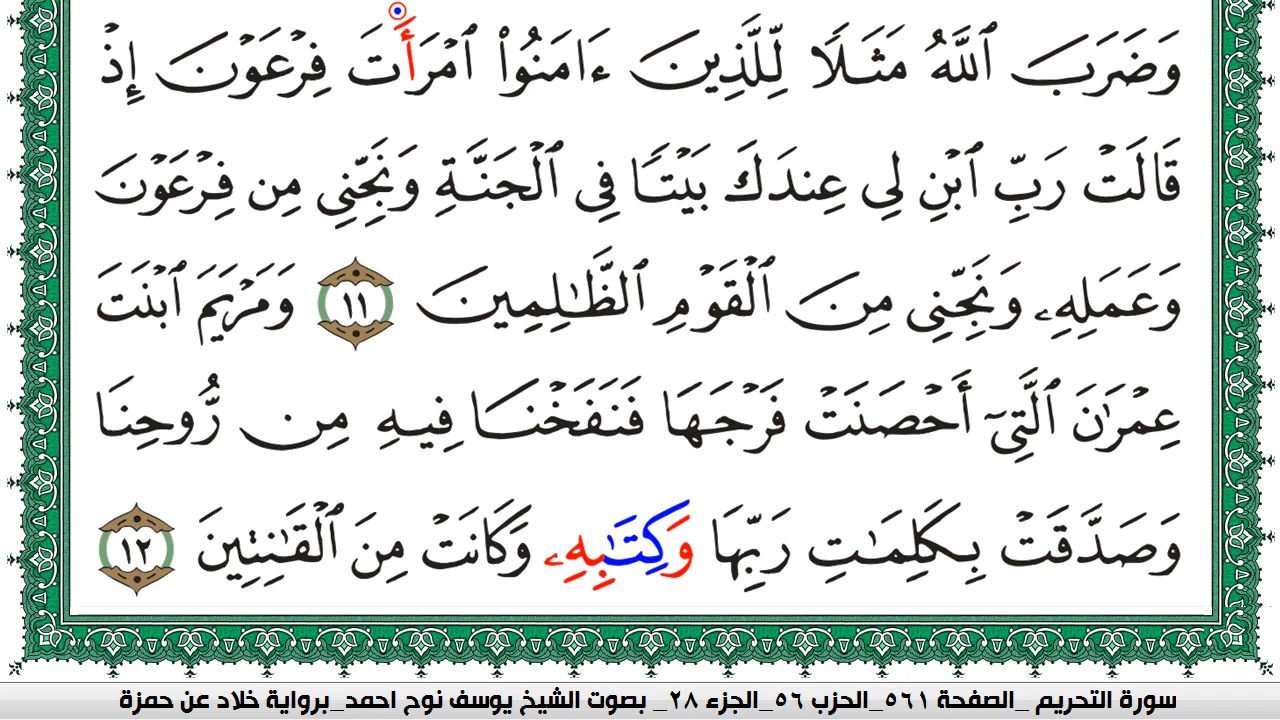 وَضَرَبَ ٱللَّهُ مَثَلًا لِّلَّذِينَ ءَامَنُوا۟ ٱمْرَأَتَ فِرْعَوْنَ إِذْ
قَالَتْ رَبِّ ٱبْنِ لِى عِندَكَ بَيْتًا فِى ٱلْجَنَّةِ وَنَجِّنِى مِن فِرْعَوْنَ
وَعَمَلِهِۦ وَنَجِّنِى مِنَ ٱلْقَوْمِ ٱلظَّـٰلِمِينَ ١١ وَمَرْيَمَ ٱبْنَتَ
عِمْرَٰنَ ٱلَّتِىٓ أَحْصَنَتْ فَرْجَهَا فَنَفَخْنَا فِيهِ مِن رُّوحِنَا
وَصَدَّقَتْ بِكَلِمَـٰتِ رَبِّهَا وَكِتَـٰبِهِۦ وَكَانَتْ مِنَ ٱلْقَـٰنِتِينَ ١٢
سورة التحريم _الصفحة ٥٦١_الحزب ٥٦_الجزء ٢٨_ بصوت الشيخ يوسف نوح احمد_برواية خلاد عن حمزة